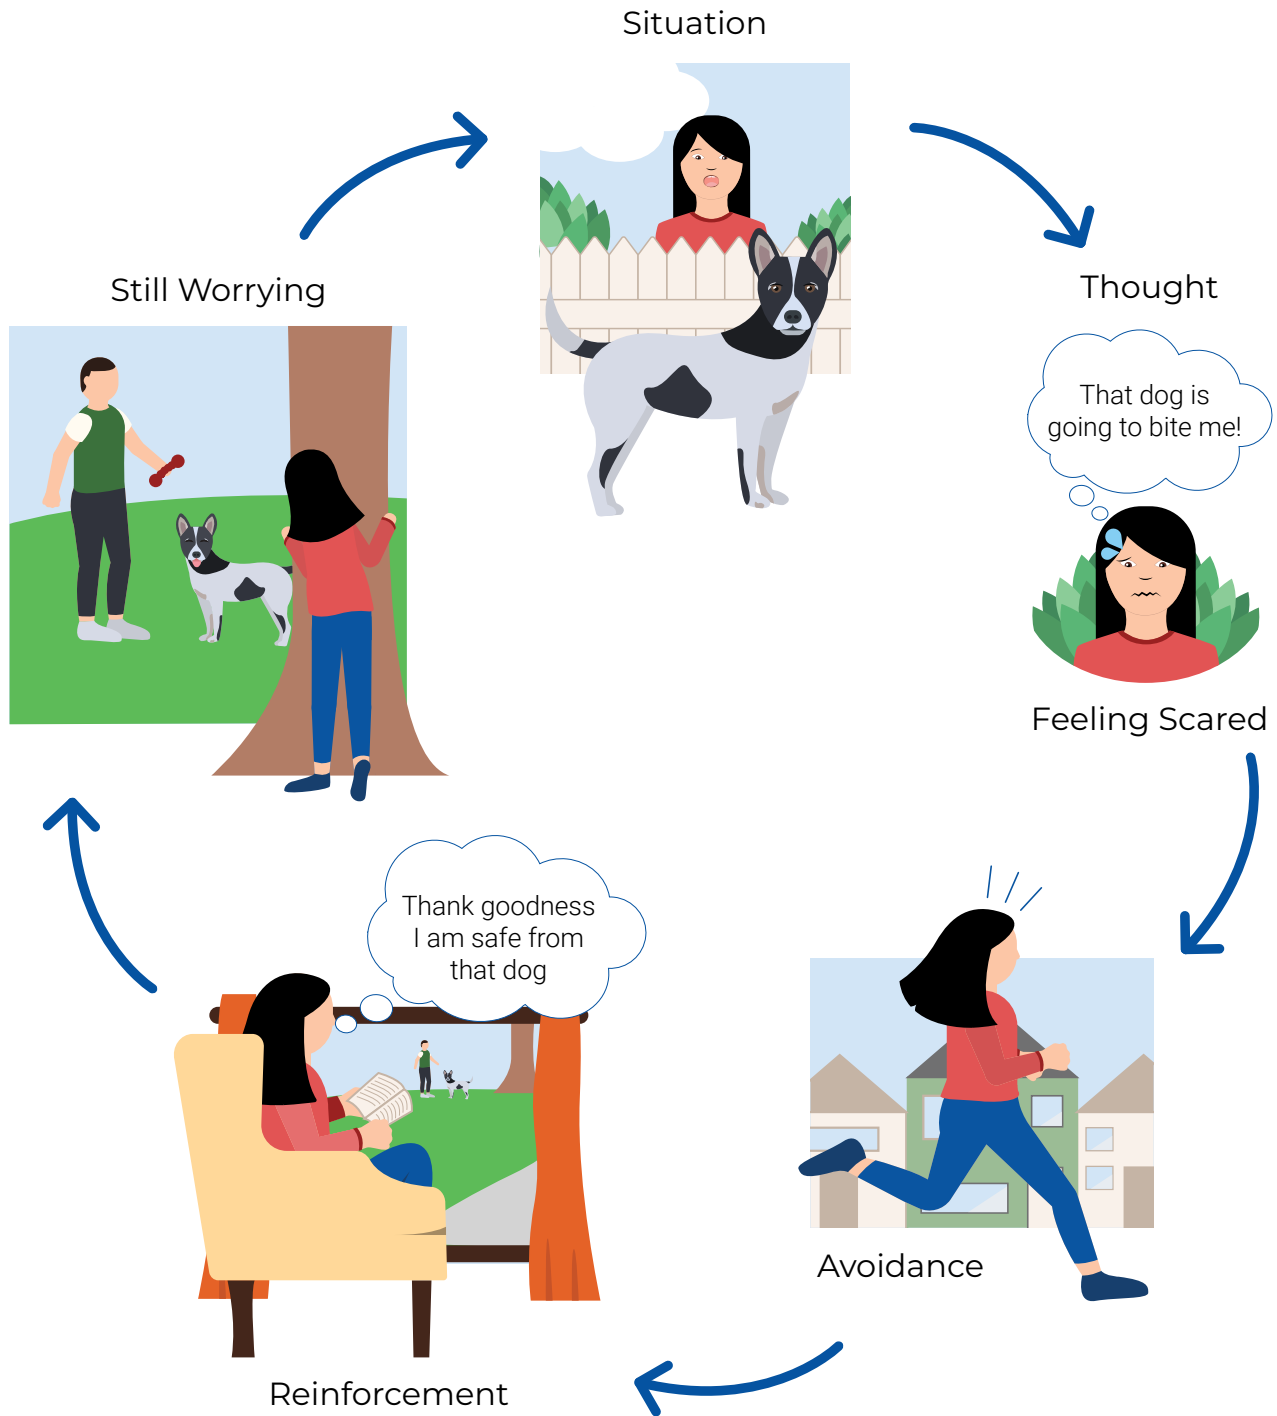 Situation
Thought
That dog is
going to bite me!
Feeling Scared
Avoidance
Reinforcement
Thank goodness
I am safe from
that dog
Still Worrying